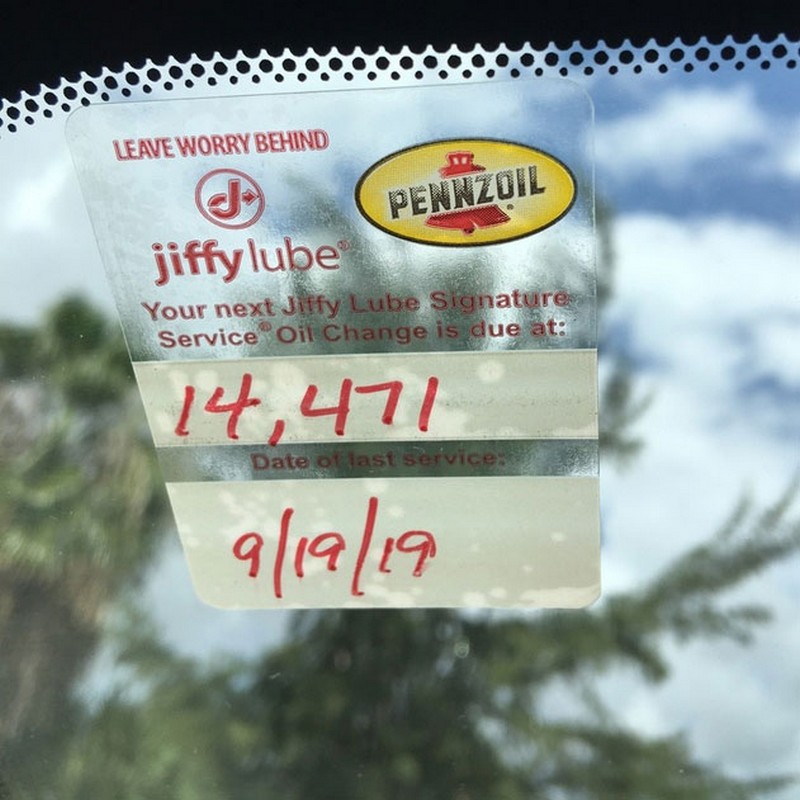 LEAVE WORRY BEHIND
PENNZOIL®
jiffy lube®
Your next Jiffy Lube Signature
Service® Oil Change is due at:
14,471
Date of last service:
9/19/19